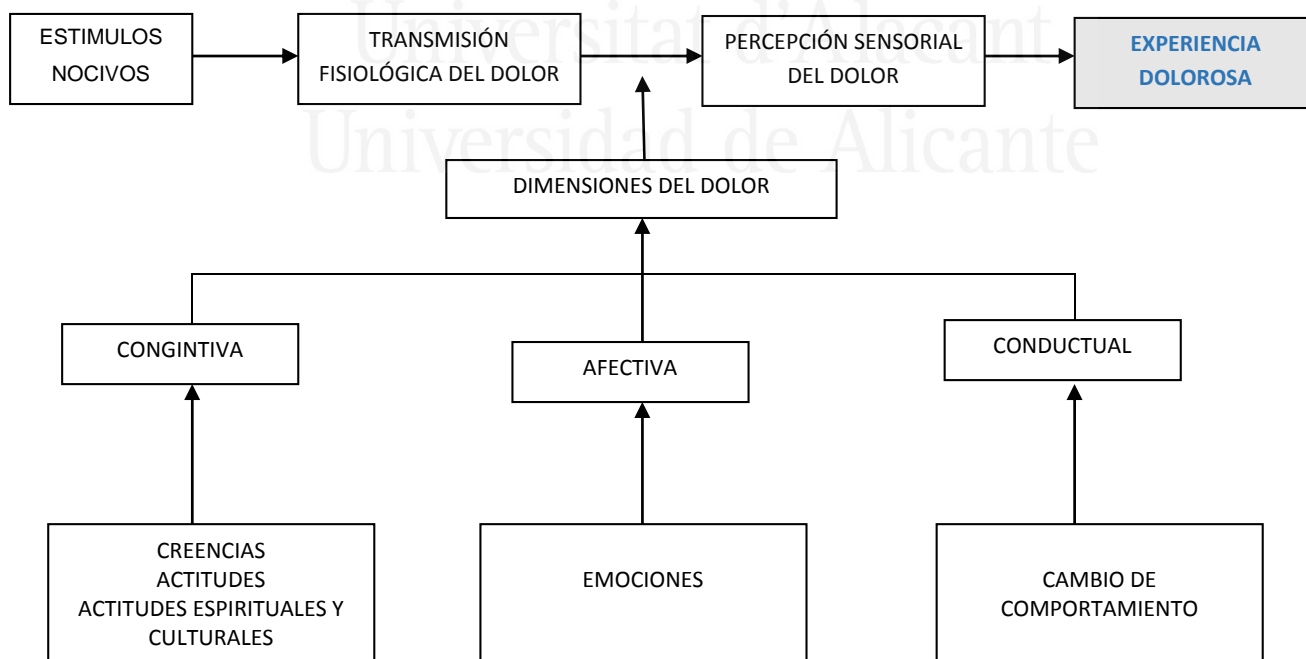 Universitat d'Alacant
Universidad de Alicante
ESTIMULOS
NOCIVOS
TRANSMISIÓN
FISIOLÓGICA DEL DOLOR
PERCEPCIÓN SENSORIAL
DEL DOLOR
EXPERIENCIA
DOLOROSA
DIMENSIONES DEL DOLOR
CONGINTIVA
AFECTIVA
CONDUCTUAL
CREENCIAS
ACTITUDES
ACTITUDES ESPIRITUALES Y
CULTURALES
EMOCIONES
CAMBIO DE
COMPORTAMIENTO